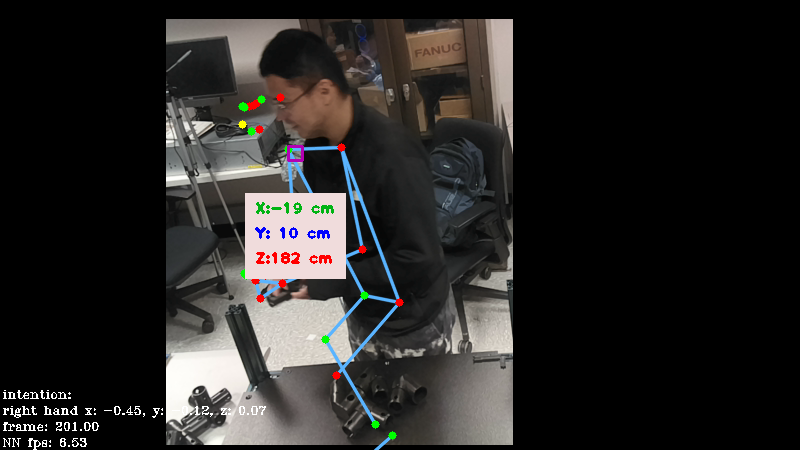 FANUC
X:-19 cm
Y: 10 cm
Z:182 cm
intention:
right hand x: -0.45, y: -0.12, z: 0.07
frame: 201.00
NN fps: 6.53